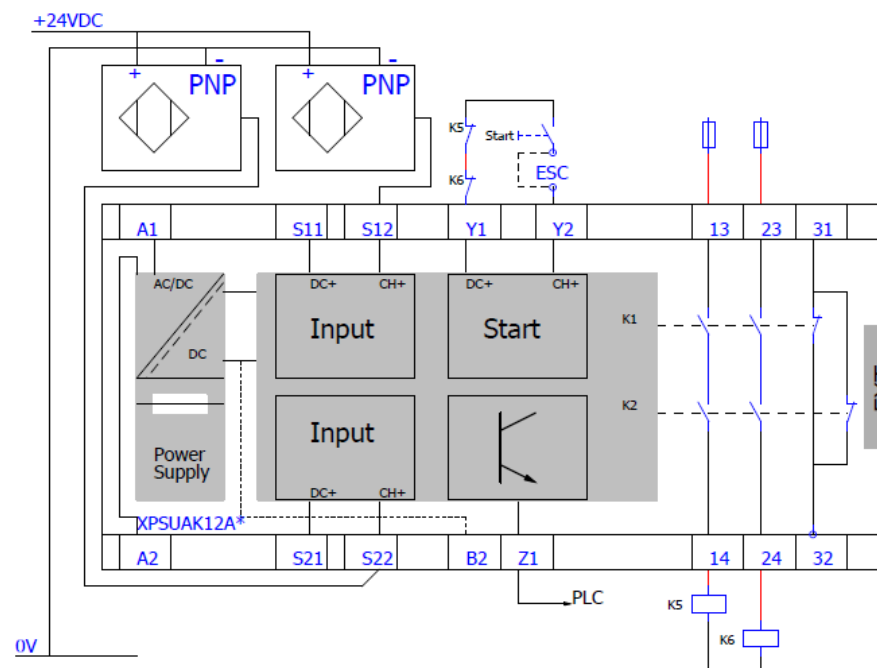 +24VDC
+ - PNP
+ - PNP
K5
Start
K6
ESC
A1 S11 S12 Y1 Y2 13 23 31
AC/DC
DC+ CH+
DC+ CH+
Input
Start
K1
DC
Input
K2
Power
Supply
DC+ CH+
XPSUAK12A*
A2 S21 S22 B2 Z1 14 24 32
PLC
K5
K6
0V